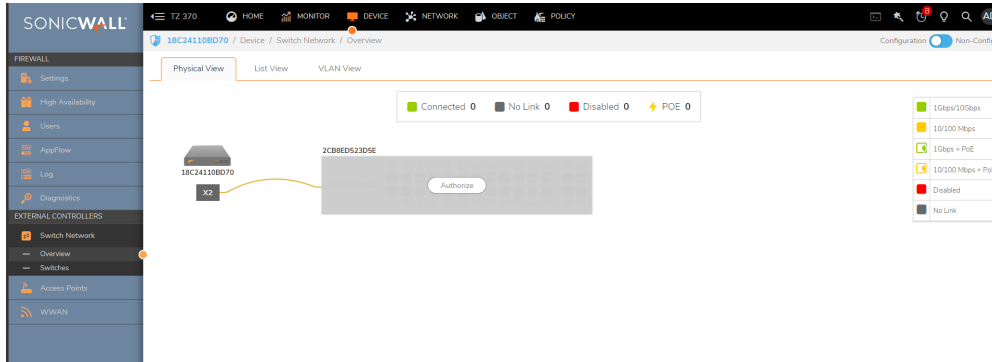 SONICWALL
TZ 370 HOME MONITOR DEVICE NETWORK OBJECT POLICY
8
18C24110BD70 / Device / Switch Network / Overview
Configuration Non-Config
FIREWALL
Settings
High Availability
Users
AppFlow
Log
Diagnostics
EXTERNAL CONTROLLERS
Switch Network
Overview
Switches
Access Points
WWAN
Physical View List View VLAN View
Connected 0 No Link 0 Disabled 0 POE 0
18C24110BD70
X2
2CB8ED523D5E
Authorize
1Gbps/10Gbps
10/100 Mbps
1Gbps + PoE
10/100 Mbps + Po
Disabled
No Link